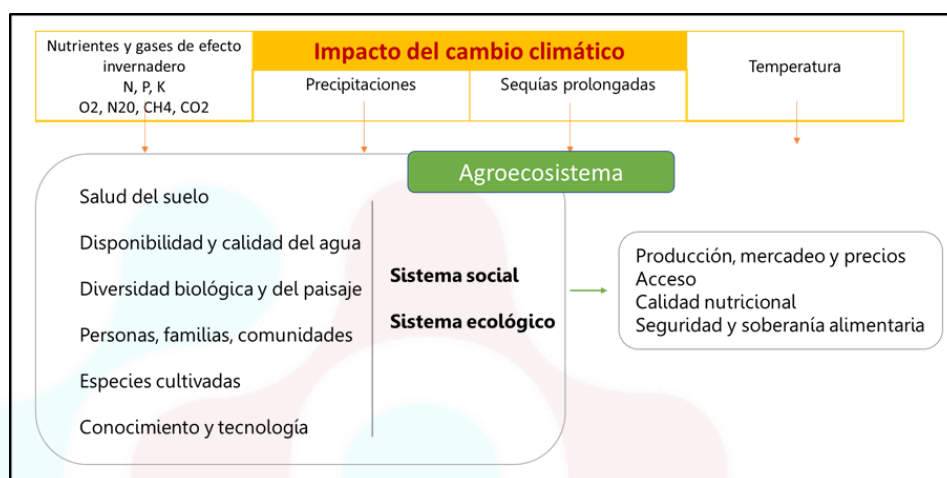 Nutrientes y gases de efecto
invernadero
N, P, K
O2, N20, CH4, CO2
Impacto del cambio climático
Precipitaciones
Sequías prolongadas
Temperatura
Agroecosistema
Salud del suelo
Disponibilidad y calidad del agua
Diversidad biológica y del paisaje
Personas, familias, comunidades
Especies cultivadas
Conocimiento y tecnología
Sistema social
Sistema ecológico
Producción, mercadeo y precios
Acceso
Calidad nutricional
Seguridad y soberanía alimentaria